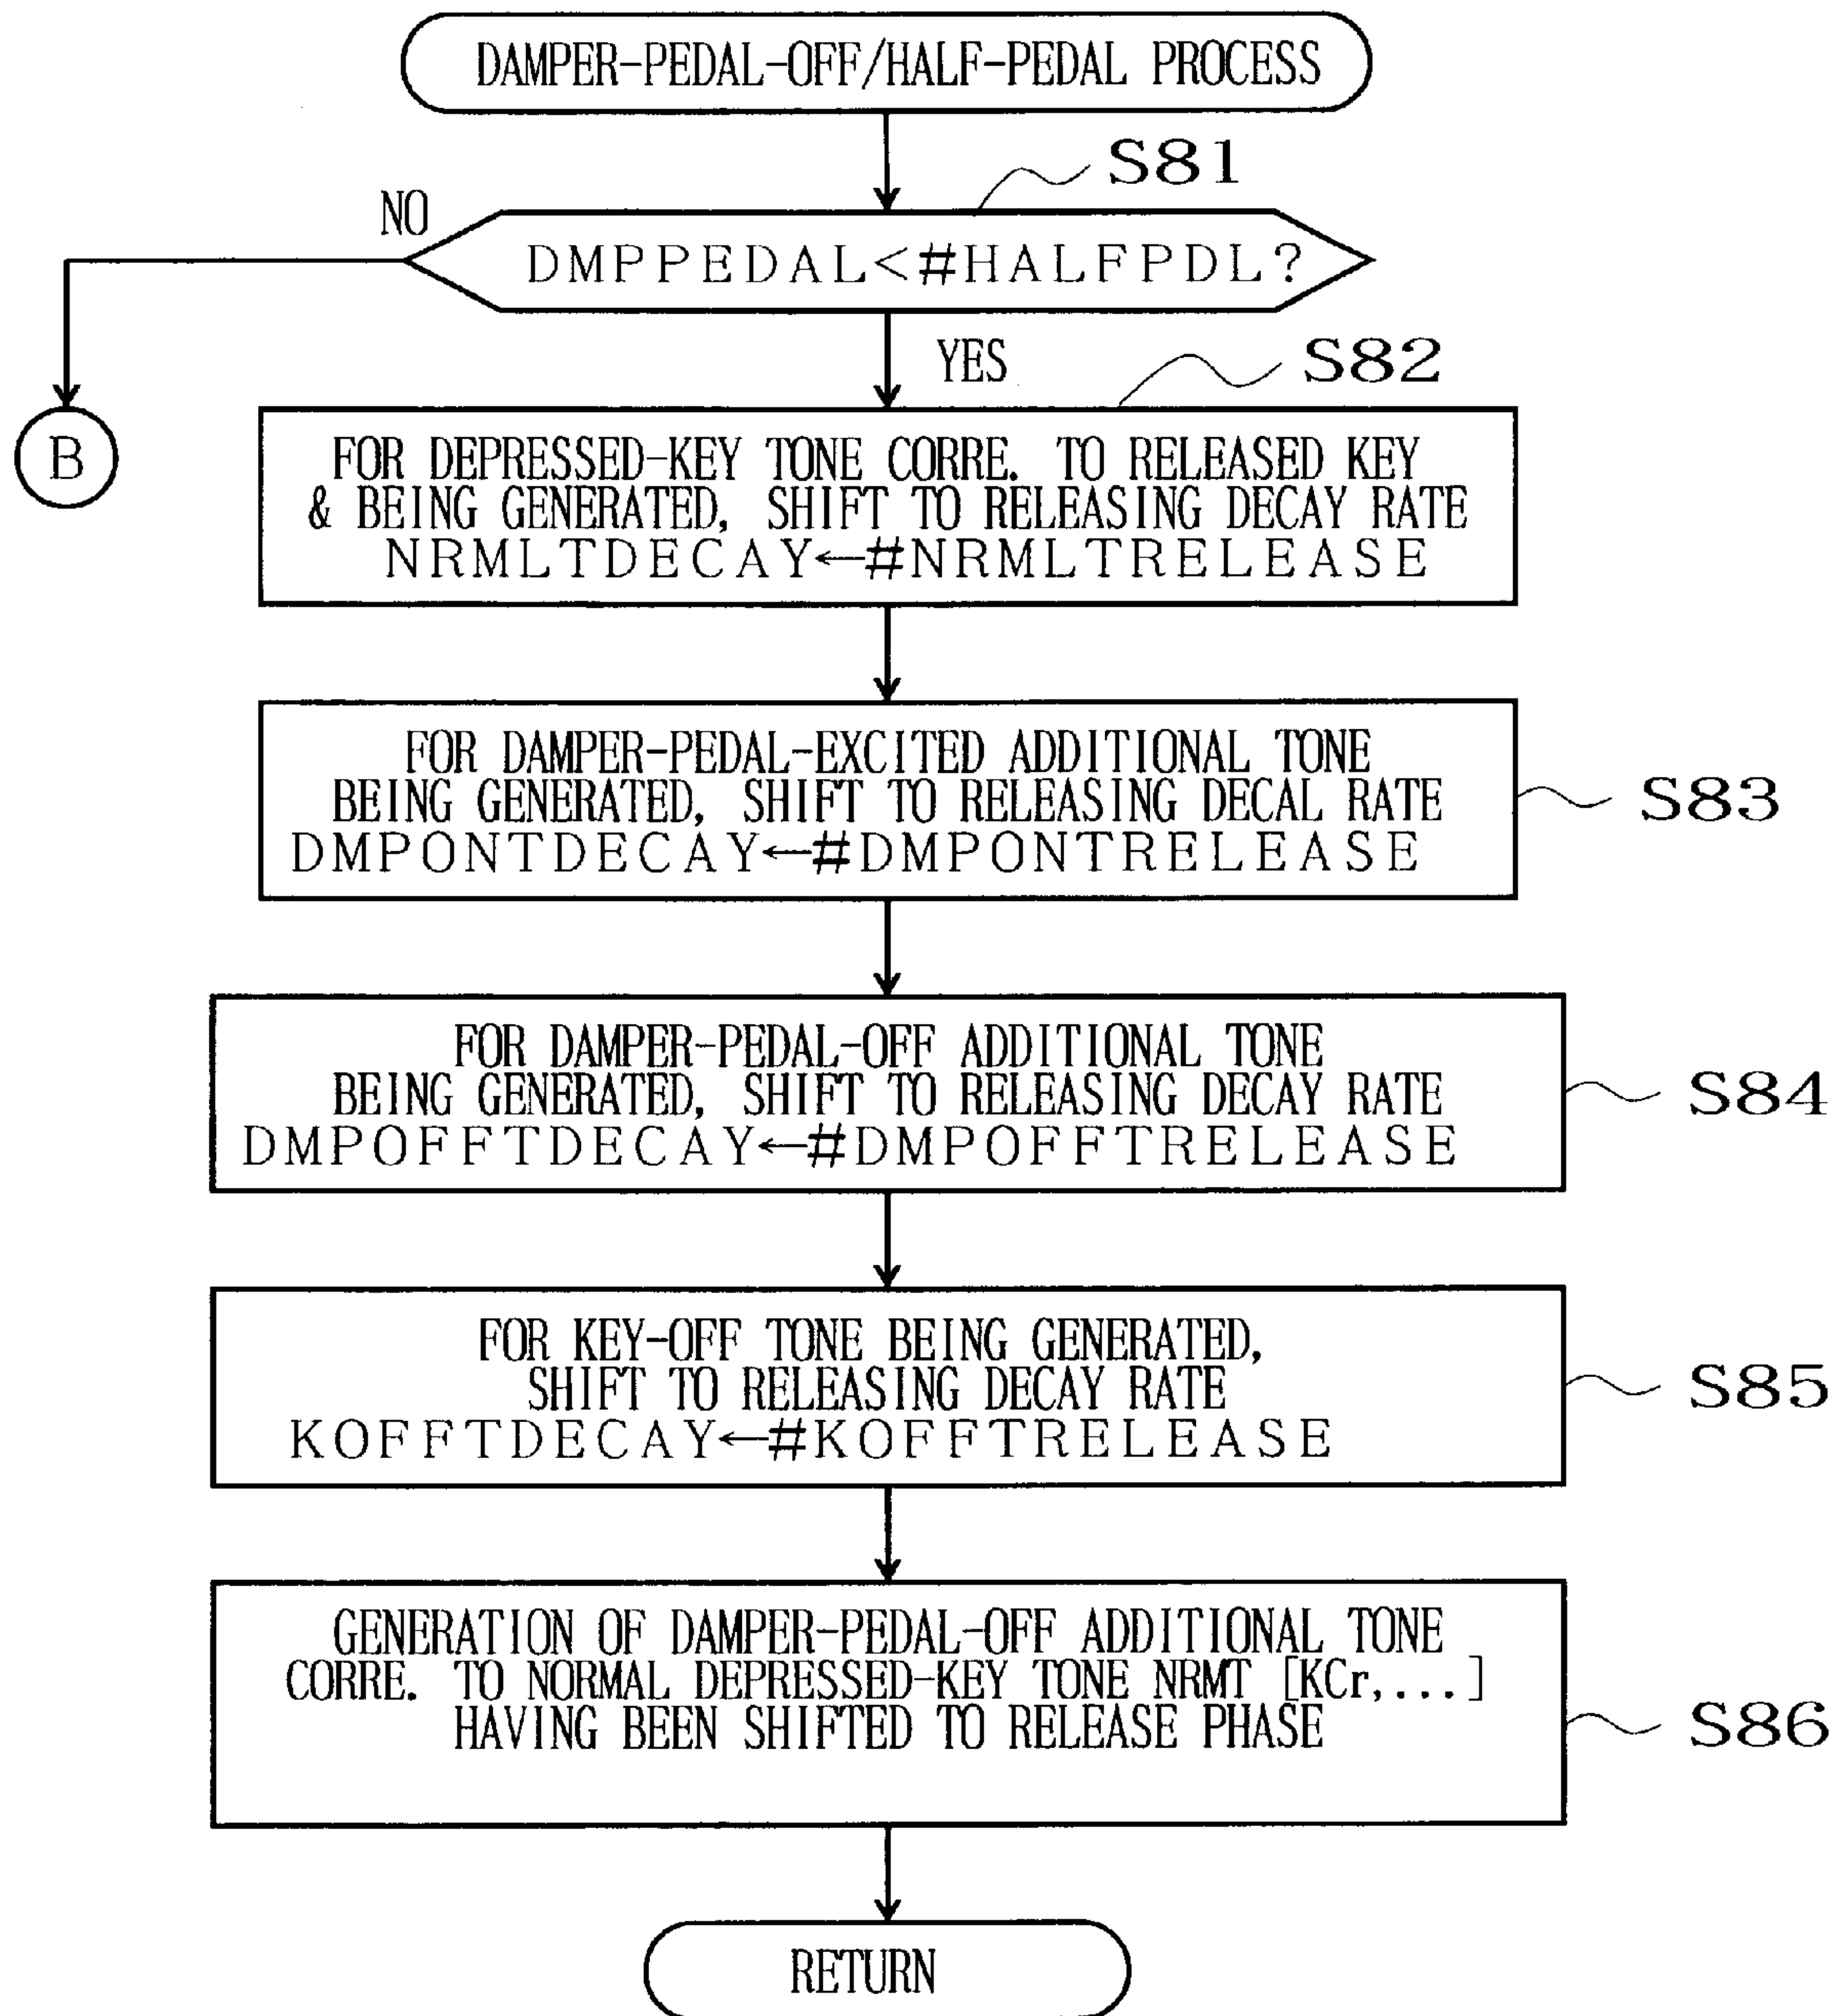 DAMPER-PEDAL-OFF/HALF-PEDAL PROCESS
S81
NO
DMPPEDAL<#HALFPDL?
YES
S82
B
FOR DEPRESSED-KEY TONE CORRE. TO RELEASED KEY
& BEING GENERATED, SHIFT TO RELEASING DECAY RATE
NRMLTDECAY←#NRMLTRELEASE
FOR DAMPER-PEDAL-EXCITED ADDITIONAL TONE
BEING GENERATED, SHIFT TO RELEASING DECAL RATE
DMPONTDECAY←#DMPONTRELEASE
S83
FOR DAMPER-PEDAL-OFF ADDITIONAL TONE
BEING GENERATED, SHIFT TO RELEASING DECAY RATE
DMPOFFTDECAY←#DMPOFFTRELEASE
S84
FOR KEY-OFF TONE BEING GENERATED,
SHIFT TO RELEASING DECAY RATE
KOFFTDECAY←#KOFFTRELEASE
S85
GENERATION OF DAMPER-PEDAL-OFF ADDITIONAL TONE
CORRE. TO NORMAL DEPRESSED-KEY TONE NRMT [KCr,...]
HAVING BEEN SHIFTED TO RELEASE PHASE
S86
RETURN